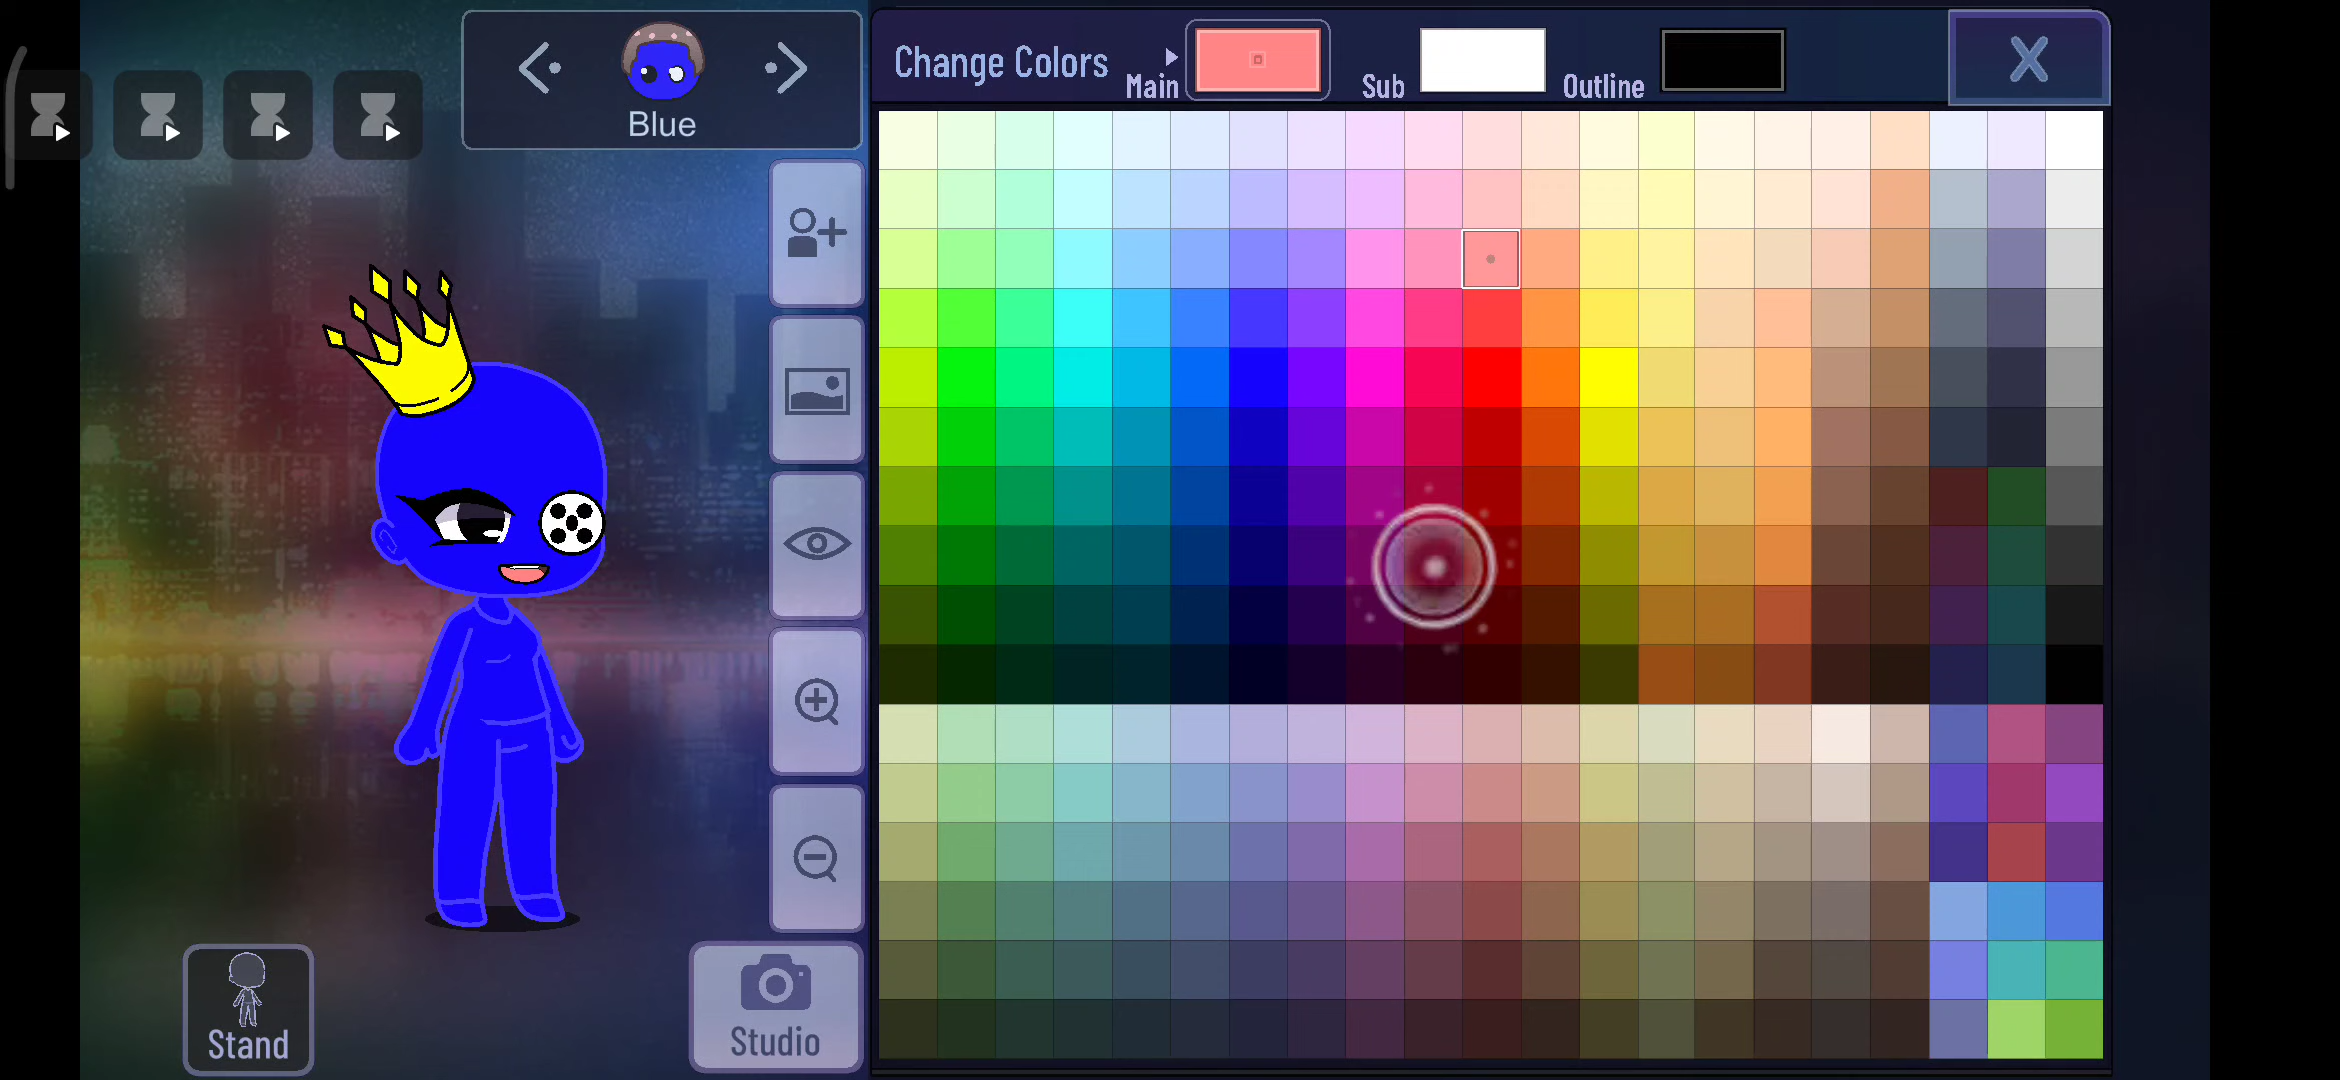 Blue
Change Colors
Main
Sub
Outline
X
Stand
Studio